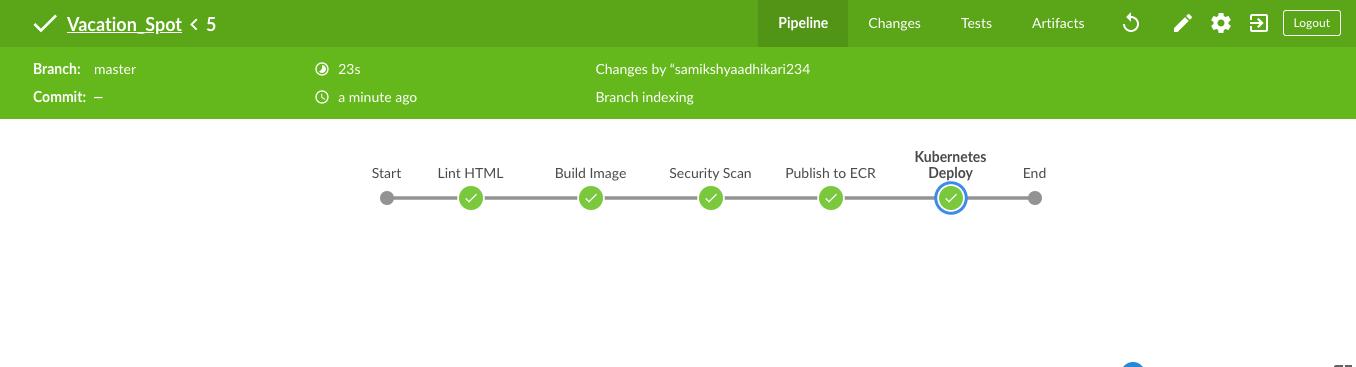 Vacation_Spot < 5
Pipeline
Changes
Tests
Artifacts
Logout
Branch: master
23s
Changes by “samikshyaadhikari234
Commit: —
a minute ago
Branch indexing
Start
Lint HTML
Build Image
Security Scan
Publish to ECR
Kubernetes
Deploy
End